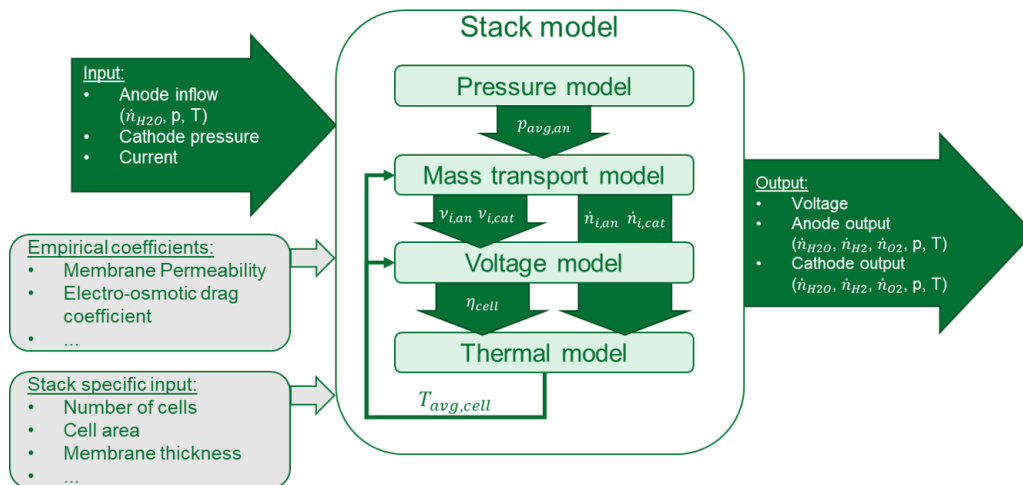 Stack model
Input:
• Anode inflow
(ṅ_H2O, p, T)
• Cathode pressure
• Current
Empirical coefficients:
• Membrane Permeability
• Electro-osmotic drag
coefficient
• ...
Stack specific input:
• Number of cells
• Cell area
• Membrane thickness
• ...
Pressure model
p_avg,an
Mass transport model
ν_i,an ν_i,cat
ṅ_i,an ṅ_i,cat
Voltage model
η_cell
Thermal model
T_avg,cell
Output:
• Voltage
• Anode output
(ṅ_H2O, ṅ_H2, ṅ_O2, p, T)
• Cathode output
(ṅ_H2O, ṅ_H2, ṅ_O2, p, T)